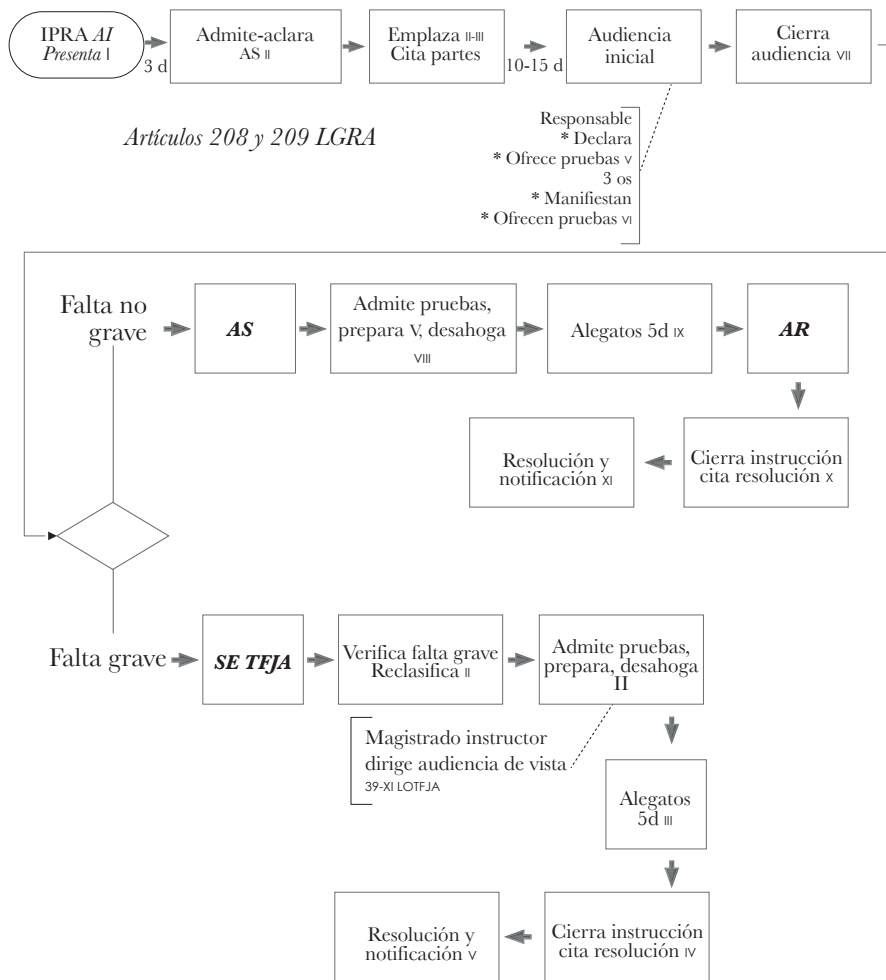 IPRA AI
Presenta I
3 d
Admite-aclara
AS II
Emplaza II-III
Cita partes
10-15 d
Audiencia
inicial
Cierra
audiencia VII
Artículos 208 y 209 LGRA
Responsable
* Declara
* Ofrece pruebas V
3 os
* Manifiestan
* Ofrecen pruebas VI
Falta no
grave
AS
Admite pruebas,
prepara V, desahoga
VIII
Alegatos 5d IX
AR
Resolución y
notificación XI
Cierra instrucción
cita resolución X
Falta grave
SE TFJA
Verifica falta grave
Reclasifica II
Admite pruebas,
prepara, desahoga
II
Magistrado instructor
dirige audiencia de vista
39-XI LOTFJA
Alegatos
5d III
Resolución y
notificación V
Cierra instrucción
cita resolución IV